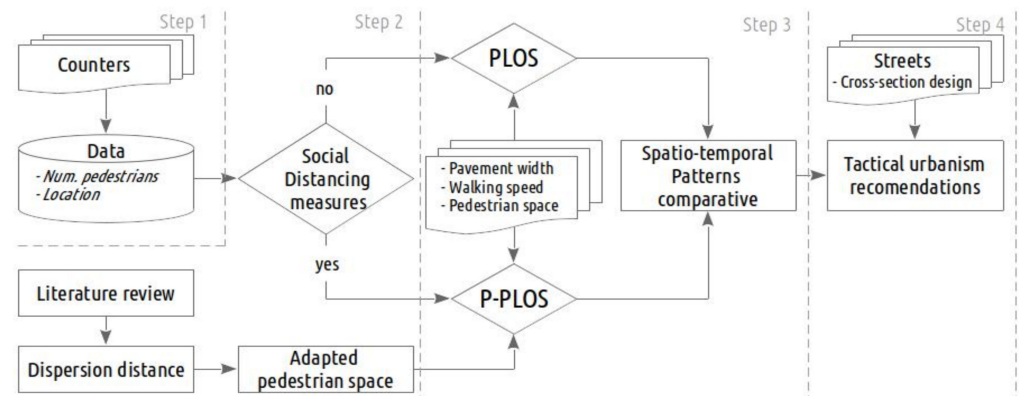 Step 1
Step 2
Step 3
Step 4
Counters
Data
- Num. pedestrians
- Location
Literature review
Dispersion distance
no
Social
Distancing
measures
yes
Adapted
pedestrian space
PLOS
- Pavement width
- Walking speed
- Pedestrian space
P-PLOS
Spatio-temporal
Patterns
comparative
Streets
- Cross-section design
Tactical urbanism
recomendations